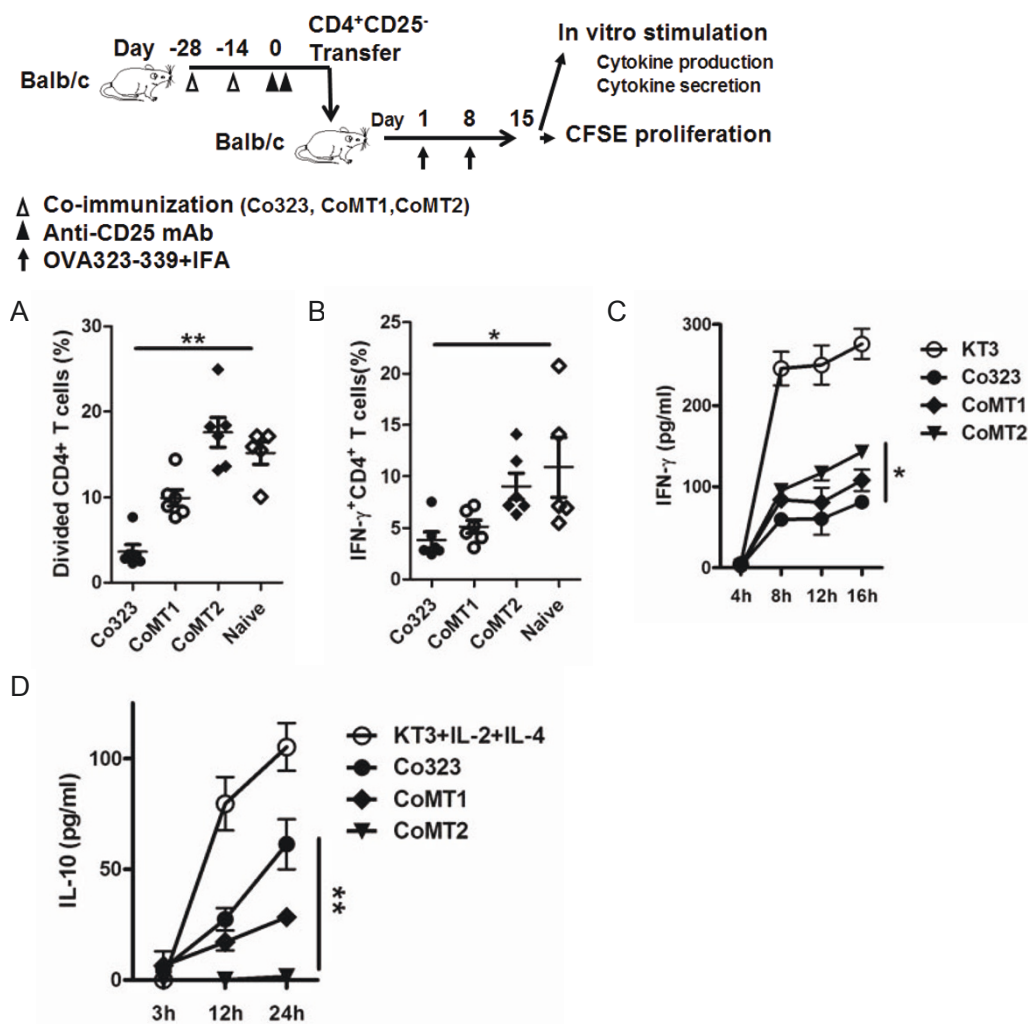 CD4+CD25-
Transfer
Day -28 -14 0
Balb/c
In vitro stimulation
Cytokine production
Cytokine secretion
Balb/c
Day 1 8 15
CFSE proliferation
Co-immunization (Co323, CoMT1,CoMT2)
Anti-CD25 mAb
OVA323-339+IFA
A
Divided CD4+ T cells(%)
30
20
10
0
**
Co323
CoMT1
CoMT2
Naive
B
IFN-γ+CD4+ T cells(%)
25
20
15
10
5
0
*
Co323
CoMT1
CoMT2
Naive
C
IFN-γ (pg/ml)
300
200
100
0
4h 8h 12h 16h
*
KT3
Co323
CoMT1
CoMT2
D
IL-10 (pg/ml)
100
50
0
3h 12h 24h
**
KT3+IL-2+IL-4
Co323
CoMT1
CoMT2